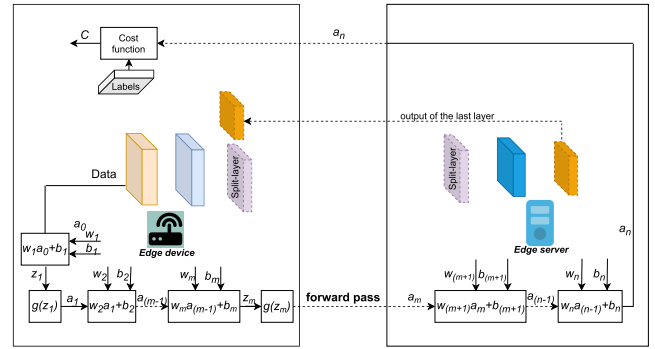 C
Cost
function
a_n
Labels
output of the last layer
Split-layer
Split-layer
Data
a_0
w_1
b_1
w_1a_0+b_1
Edge device
Edge server
a_n
z_1
w_2
b_2
w_m
b_m
w_(m+1)
b_(m+1)
w_n
b_n
g(z_1)
a_1
w_2a_1+b_2
a_(m-1)
w_ma_(m-1)+b_m
z_m
g(z_m)
forward pass
a_m
w_(m+1)a_m+b_(m+1)
a_(n-1)
w_na_(n-1)+b_n